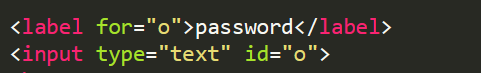 <label for="o">password</label>
<input type="text" id="o">